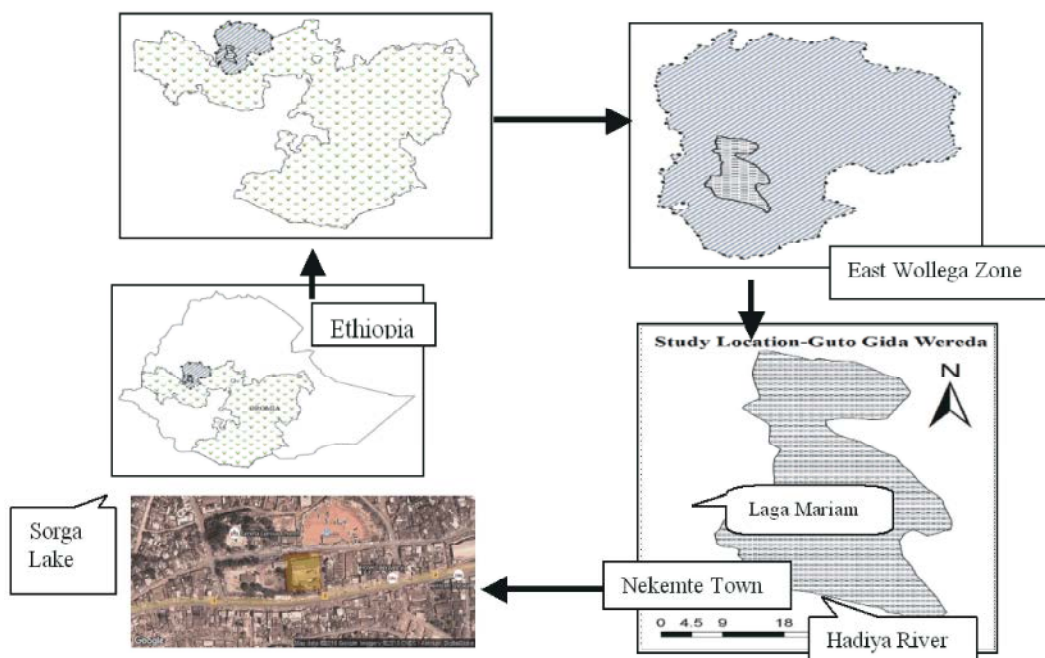 Ethiopia
OROMIA
East Wollega Zone
Study Location-Guto Gida Wereda
N
Laga Mariam
Sorga
Lake
Nekemte Town
0 4.5 9 18
Hadiya River
Google